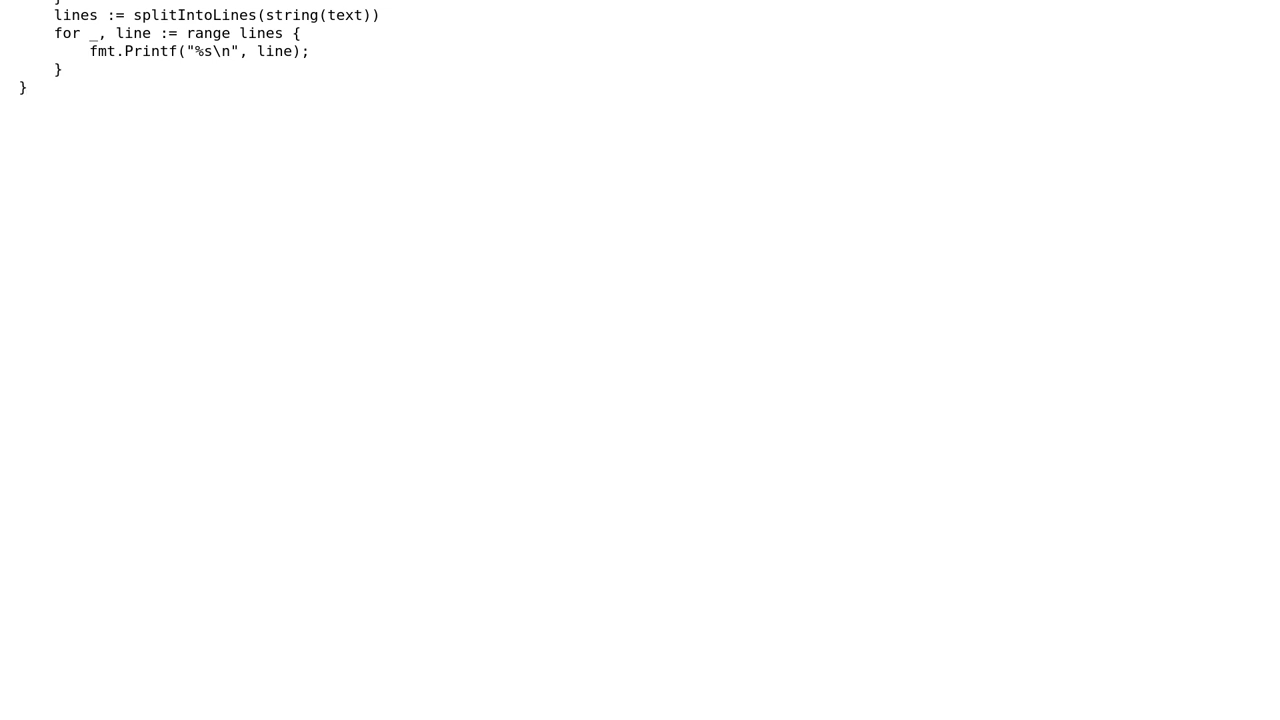 }
    lines := splitIntoLines(string(text))
    for _, line := range lines {
        fmt.Printf("%s\n", line);
    }
}